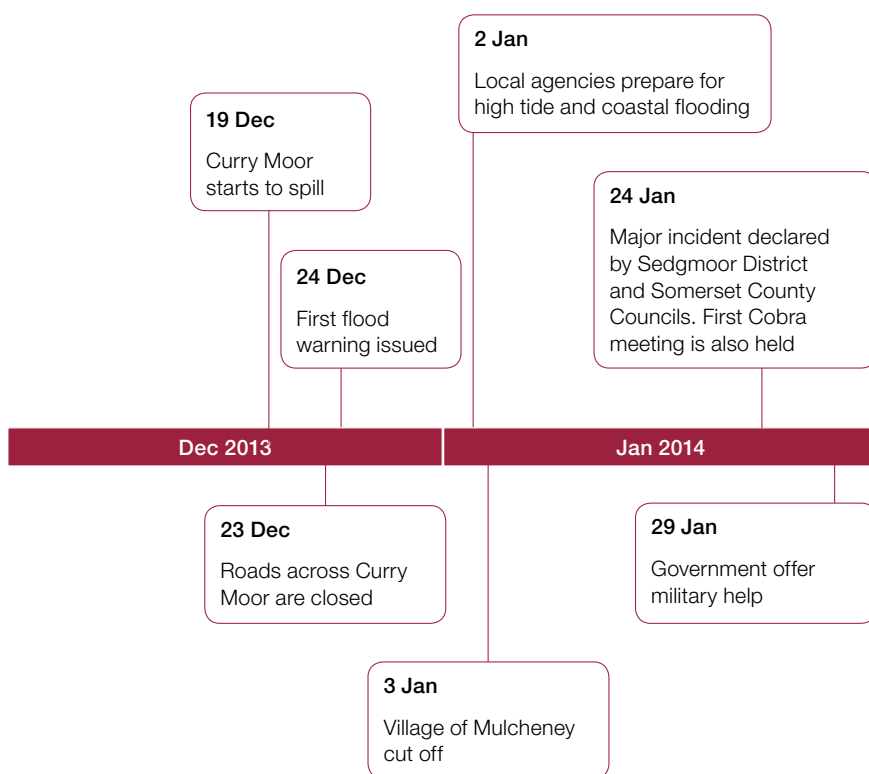 2 Jan
Local agencies prepare for
high tide and coastal flooding
19 Dec
Curry Moor
starts to spill
24 Jan
Major incident declared
by Sedgmoor District
and Somerset County
Councils. First Cobra
meeting is also held
24 Dec
First flood
warning issued
Dec 2013
Jan 2014
23 Dec
Roads across Curry
Moor are closed
29 Jan
Government offer
military help
3 Jan
Village of Mulcheney
cut off